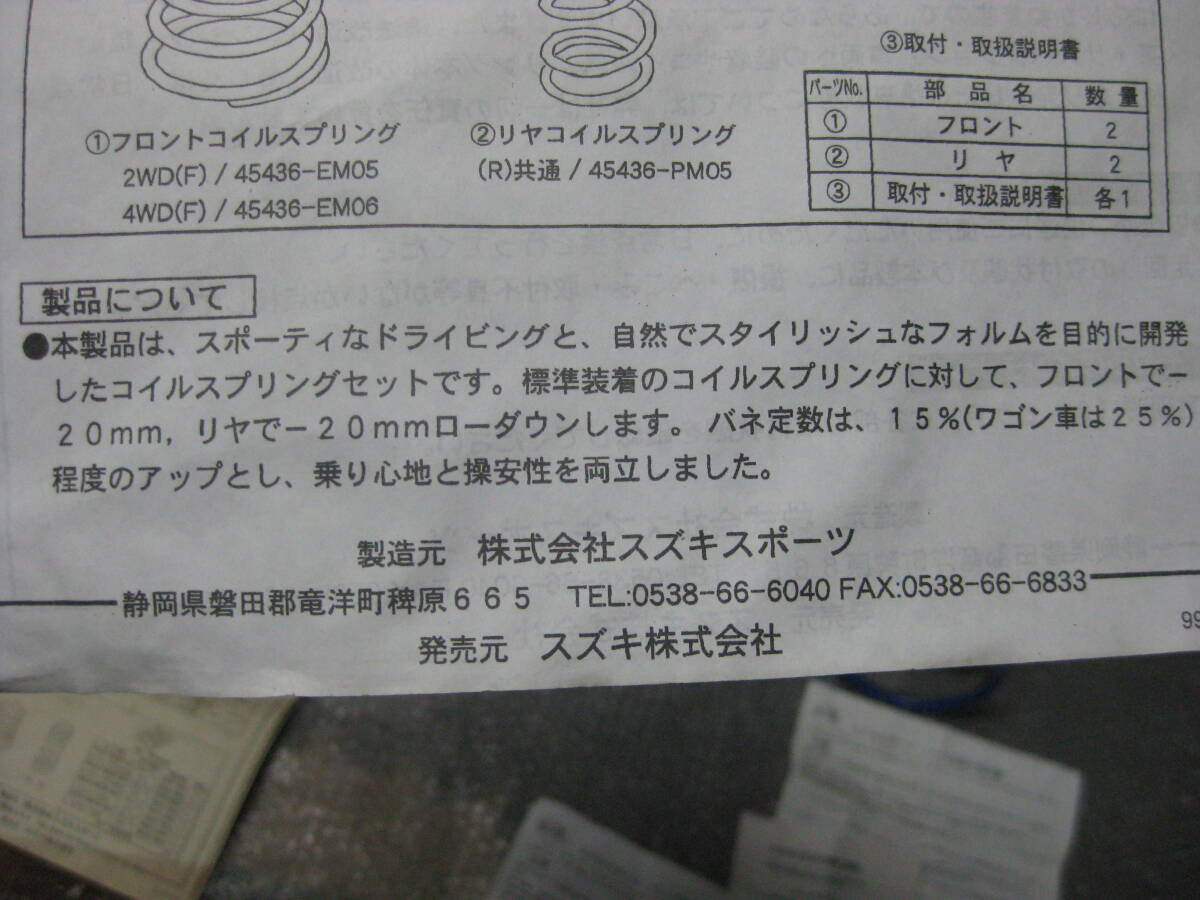 ③取付・取扱説明書
パーツNo. 部品名 数量
① フロント 2
② リヤ 2
③ 取付・取扱説明書 各1
①フロントコイルスプリング
2WD(F) / 45436-EM05
4WD(F) / 45436-EM06
②リヤコイルスプリング
(R)共通 / 45436-PM05
製品について
●本製品は、スポーティなドライビングと、自然でスタイリッシュなフォルムを目的に開発
したコイルスプリングセットです。標準装着のコイルスプリングに対して、フロントでー
20mm，リヤでー20mmローダウンします。 バネ定数は、15%(ワゴン車は25%)
程度のアップとし、乗り心地と操安性を両立しました。
製造元 株式会社スズキスポーツ
静岡県磐田郡竜洋町稗原665 TEL:0538-66-6040 FAX:0538-66-6833
発売元 スズキ株式会社
99